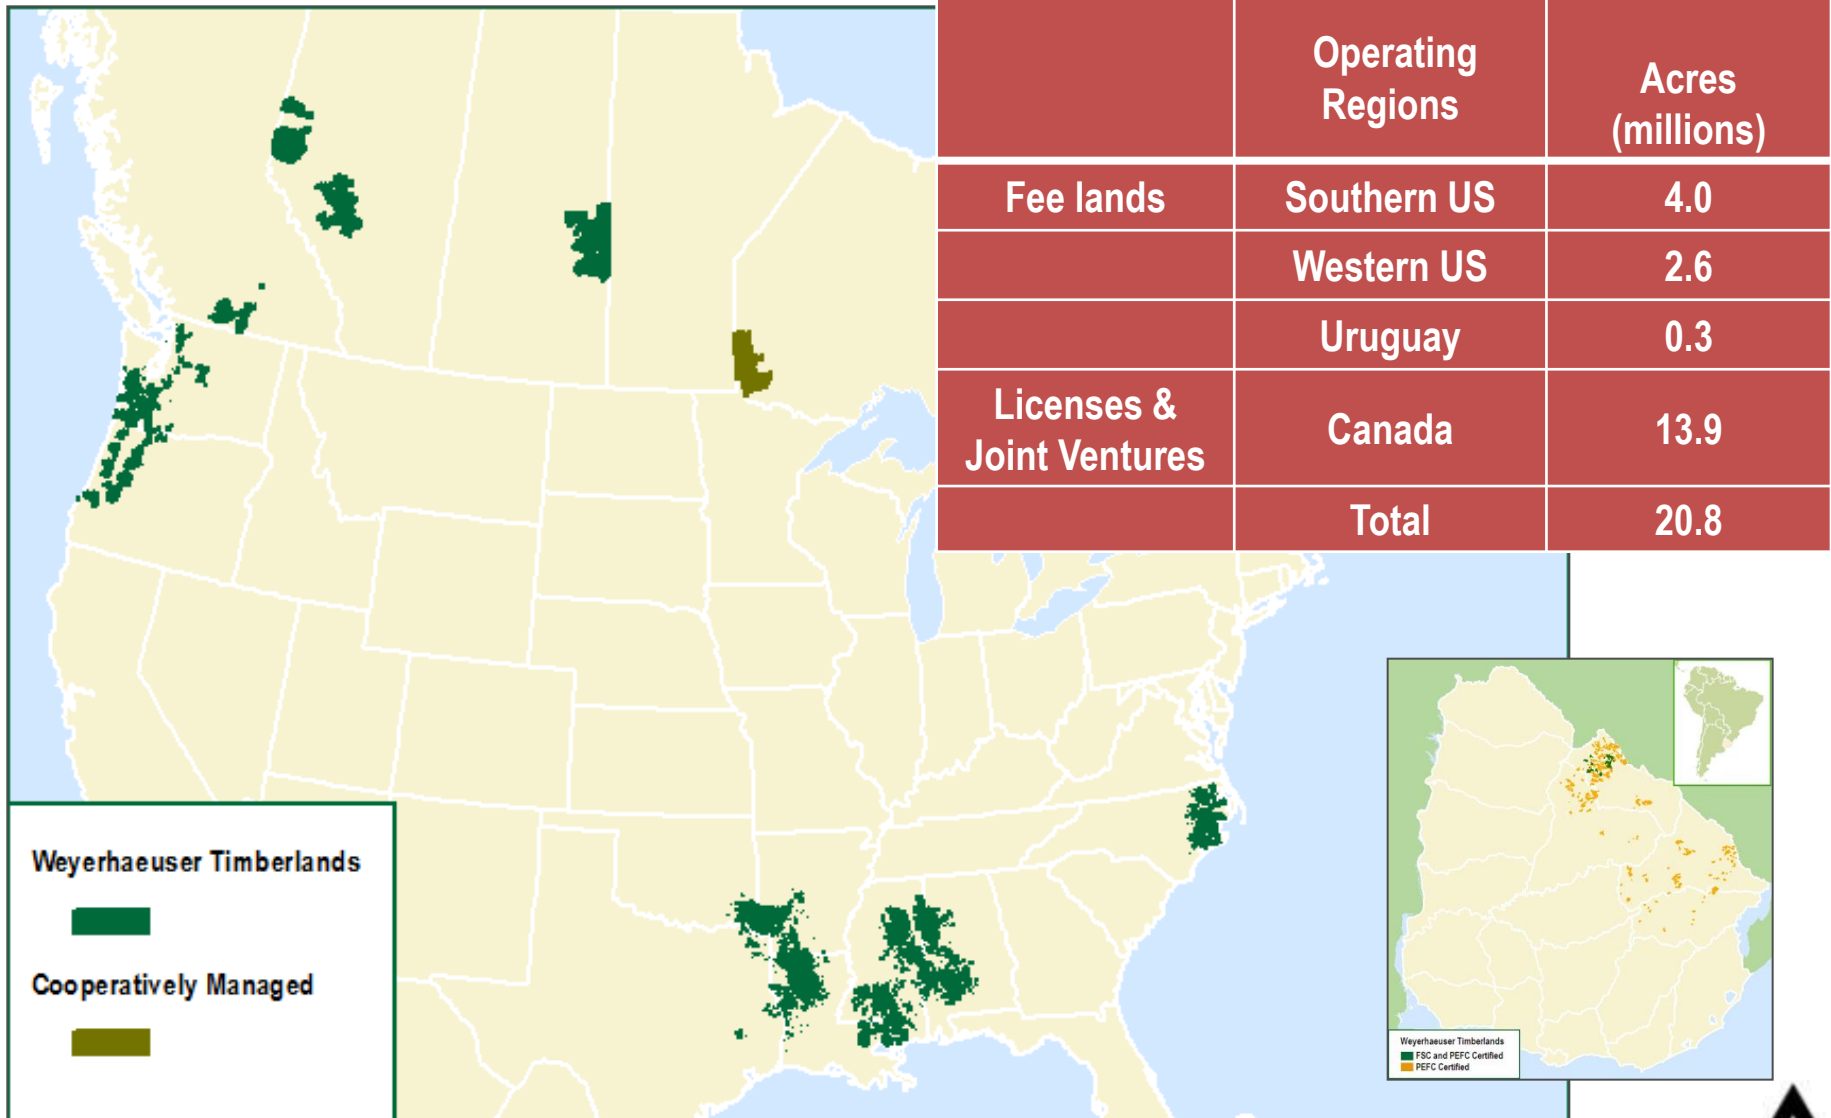 Operating
Regions
Acres
(millions)
Fee lands Southern US 4.0
Western US 2.6
Uruguay 0.3
Licenses &
Joint Ventures
Canada 13.9
Total 20.8
Weyerhaeuser Timberlands
Cooperatively Managed
Weyerhaeuser Timberlands
FSC and PEFC Certified
PEFC Certified